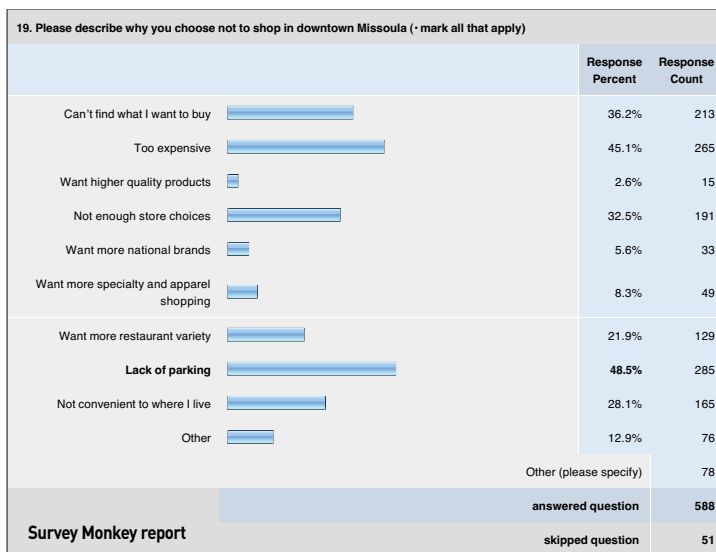 19. Please describe why you choose not to shop in downtown Missoula (· mark all that apply)
Response Percent
Response Count
Can't find what I want to buy 36.2% 213
Too expensive 45.1% 265
Want higher quality products 2.6% 15
Not enough store choices 32.5% 191
Want more national brands 5.6% 33
Want more specialty and apparel
shopping 8.3% 49
Want more restaurant variety 21.9% 129
Lack of parking 48.5% 285
Not convenient to where I live 28.1% 165
Other 12.9% 76
Other (please specify) 78
answered question 588
Survey Monkey report
skipped question 51